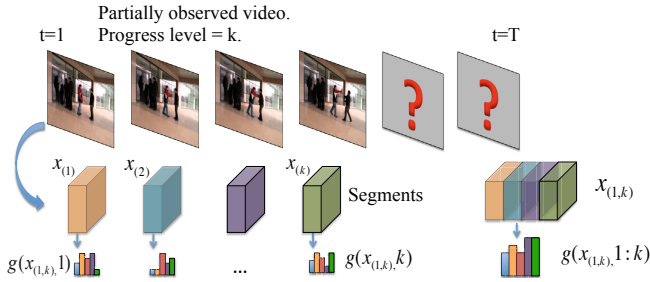 Partially observed video.
t=1 Progress level = k. t=T
? ?
x(1) x(2) x(k) Segments x(1,k)
g(x(1,k),1) ... g(x(1,k),k) g(x(1,k),1:k)